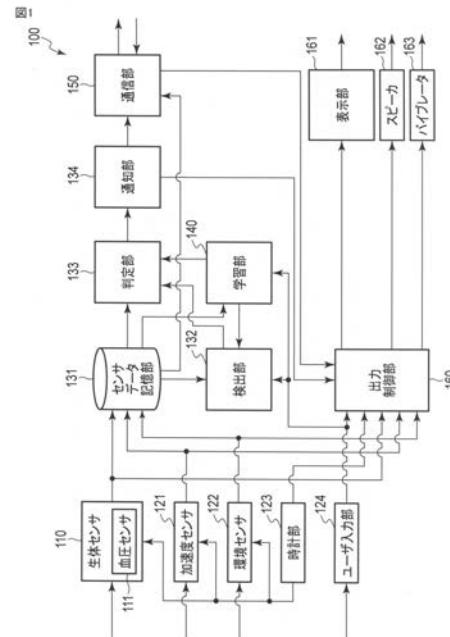 図1
100
110
生体センサ
血圧センサ
111
121
加速度センサ
122
環境センサ
123
時計部
124
ユーザ入力部
131
センサ
データ
記憶部
132
検出部
133
判定部
134
通知部
140
学習部
150
通信部
160
出力
制御部
161
表示部
162
スピーカ
163
バイブレータ